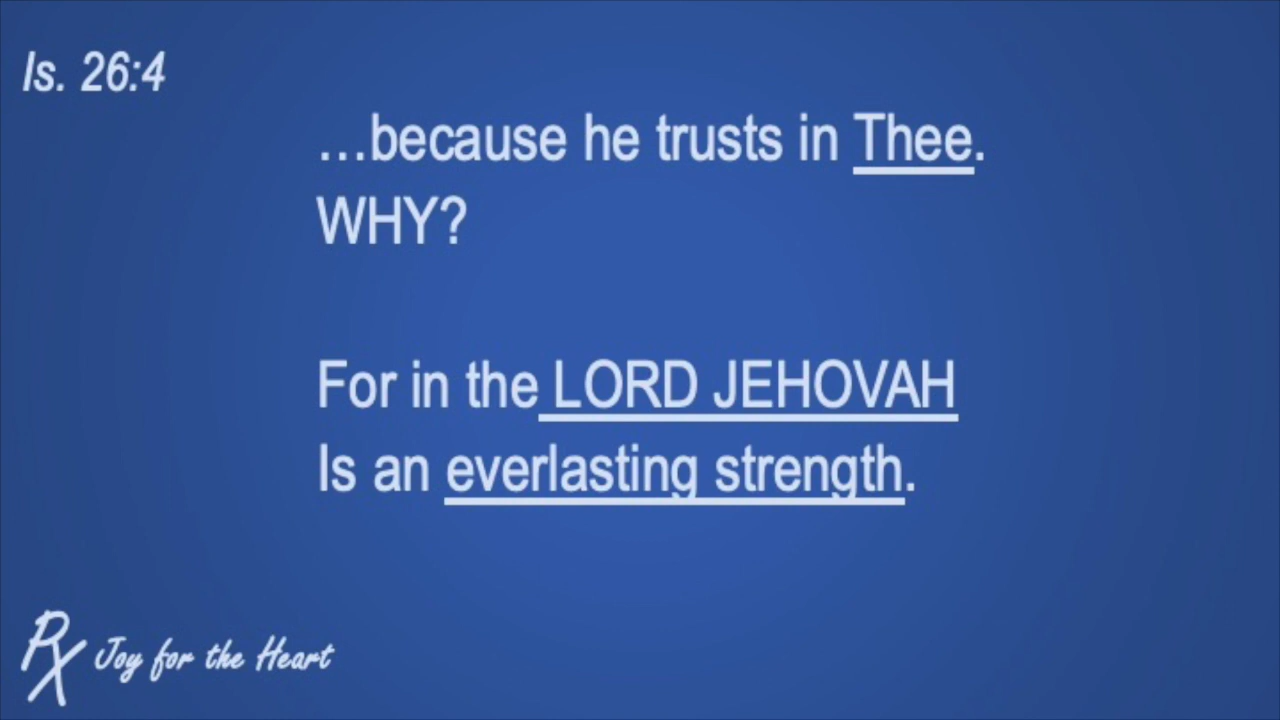 Is. 26:4
…because he trusts in Thee.
WHY?
For in the LORD JEHOVAH
Is an everlasting strength.
Rx Joy for the Heart